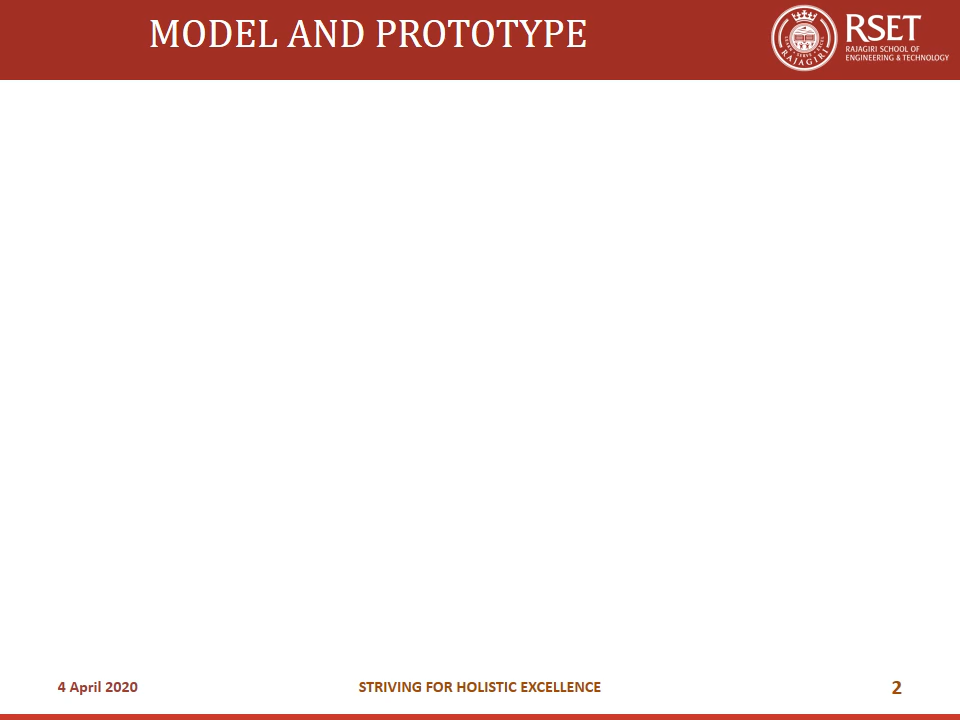 MODEL AND PROTOTYPE
RSET
RAJAGIRI SCHOOL OF
ENGINEERING & TECHNOLOGY
RAJAGIRI
4 April 2020
STRIVING FOR HOLISTIC EXCELLENCE
2